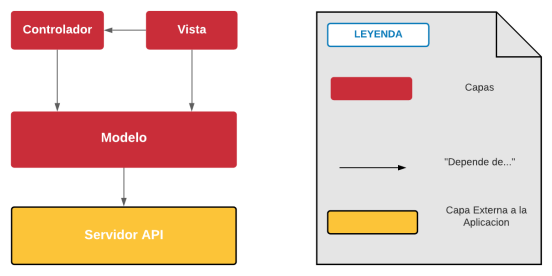 Controlador
Vista
Modelo
Servidor API
LEYENDA
Capas
"Depende de..."
Capa Externa a la
Aplicacion